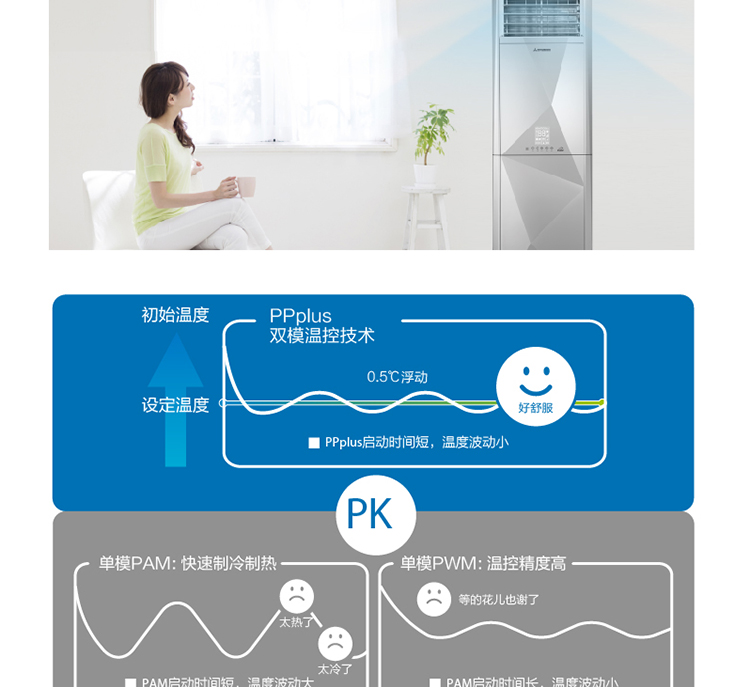 初始温度
PPplus
双模温控技术
0.5℃浮动
设定温度
好舒服
PPplus启动时间短，温度波动小
PK
单模PAM：快速制冷制热
单模PWM：温控精度高
等的花儿也谢了
太热了
太冷了
PAM启动时间短，温度波动大
PWM启动时间长，温度波动小